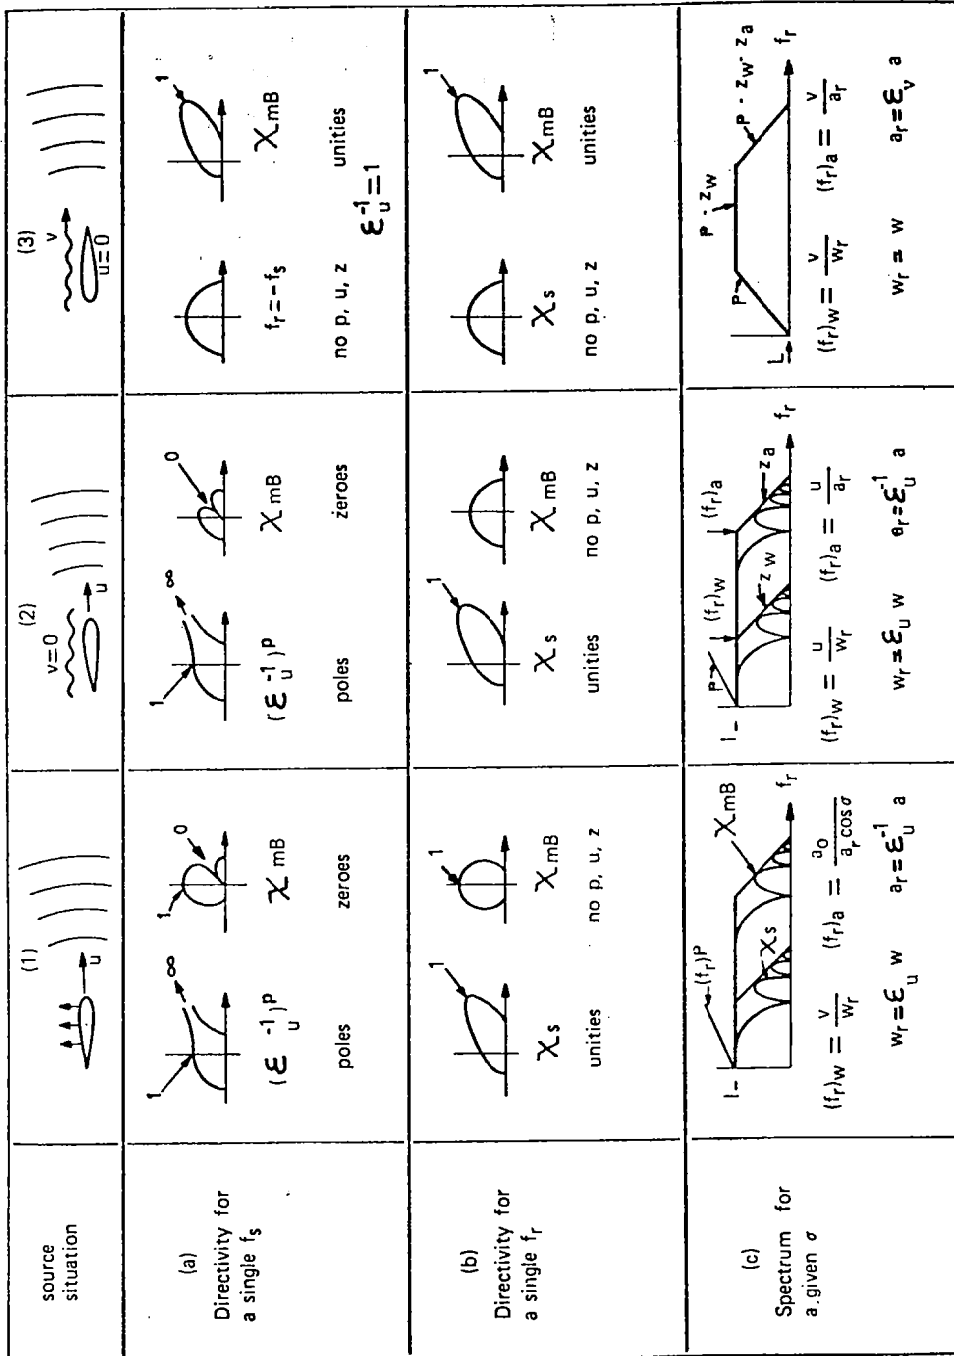 source
situation
(1)
u
(2)
v=0
u
(3)
v
u=0
(a)
Directivity for
a single f_s
1
∞
(ε_u^-1)^P
poles
1
0
χ_mB
zeroes
1
∞
(ε_u^-1)^P
poles
0
χ_mB
zeroes
f_r=-f_s
no p, u, z
1
χ_mB
unities
ε_u^-1=1
(b)
Directivity for
a single f_r
1
χ_s
unities
1
χ_mB
no p, u, z
1
χ_s
unities
χ_mB
no p, u, z
χ_s
no p, u, z
1
χ_mB
unities
(c)
Spectrum for
a given σ
1-
(f_r)^P
χ_s
χ_mB
f_r
(f_r)_w = v/w_r
(f_r)_a = a_0/(a_r cos σ)
w_r = ε_u w
a_r = ε_u^-1 a
1-
P
(f_r)_w
z_w
(f_r)_a
z_a
f_r
(f_r)_w = u/w_r
(f_r)_a = u/a_r
w_r = ε_u w
a_r = ε_u^-1 a
P
P · z_w
P · z_w · z_a
f_r
(f_r)_w = v/w_r
(f_r)_a = v/a_r
w_r = w
a_r = ε_v a